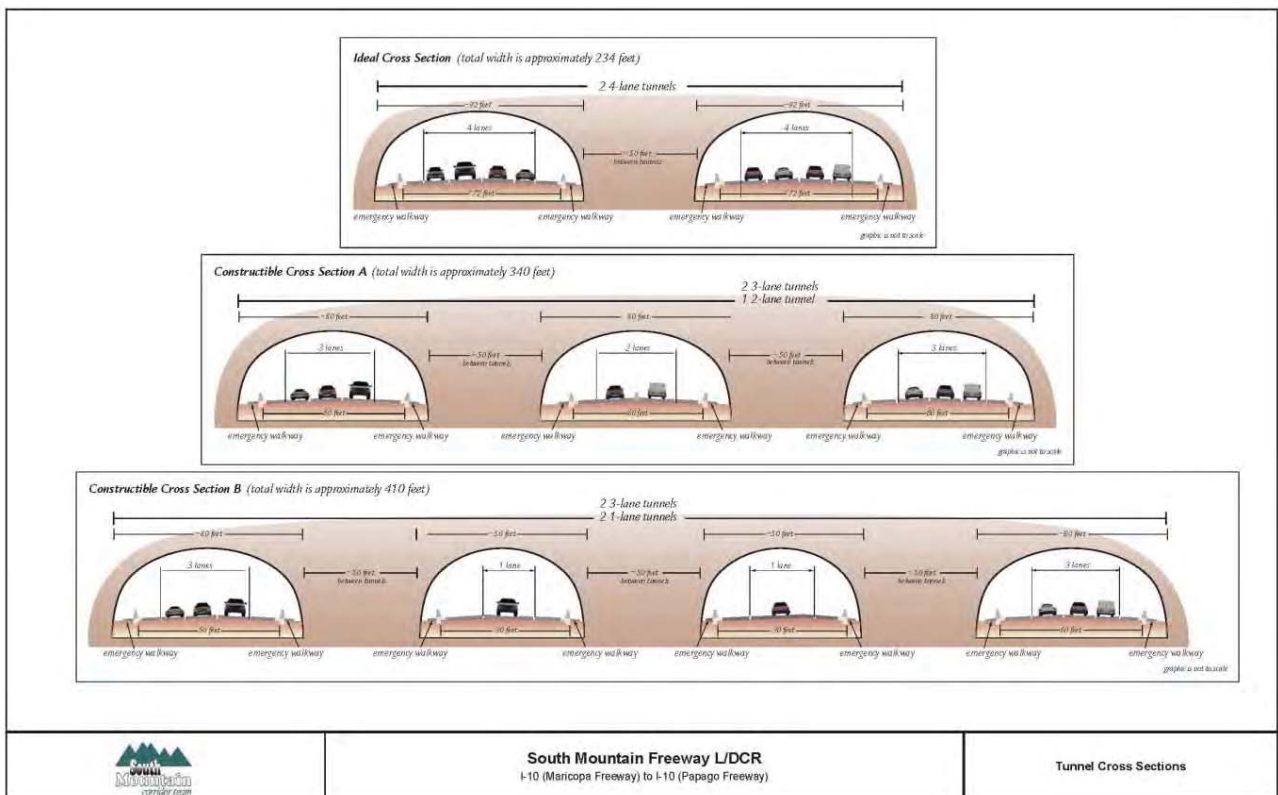 Ideal Cross Section (total width is approximately 234 feet)
2 4-lane tunnels
~92 feet
~92 feet
4 lanes
4 lanes
~50 feet
between tunnels
~72 feet
~72 feet
emergency walkway
emergency walkway
emergency walkway
emergency walkway
graphic is not to scale
Constructible Cross Section A (total width is approximately 340 feet)
2 3-lane tunnels
1 2-lane tunnel
~80 feet
80 feet
80 feet
3 lanes
2 lanes
3 lanes
~50 feet
between tunnels
~50 feet
between tunnels
60 feet
60 feet
60 feet
emergency walkway
emergency walkway
emergency walkway
emergency walkway
emergency walkway
emergency walkway
graphic is not to scale
Constructible Cross Section B (total width is approximately 410 feet)
2 3-lane tunnels
2 1-lane tunnels
feet
~50 feet
~50 feet
~80 feet
3 lanes
1 lane
1 lane
3 lanes
~50 feet
between tunnels
~50 feet
between tunnels
~50 feet
between tunnels
feet
30 feet
30 feet
60 feet
emergency walkway
emergency walkway
emergency walkway
emergency walkway
emergency walkway
emergency walkway
emergency walkway
emergency walkway
graphic is not to scale
South
Mountain
corridor team
South Mountain Freeway L/DCR
I-10 (Maricopa Freeway) to I-10 (Papago Freeway)
Tunnel Cross Sections